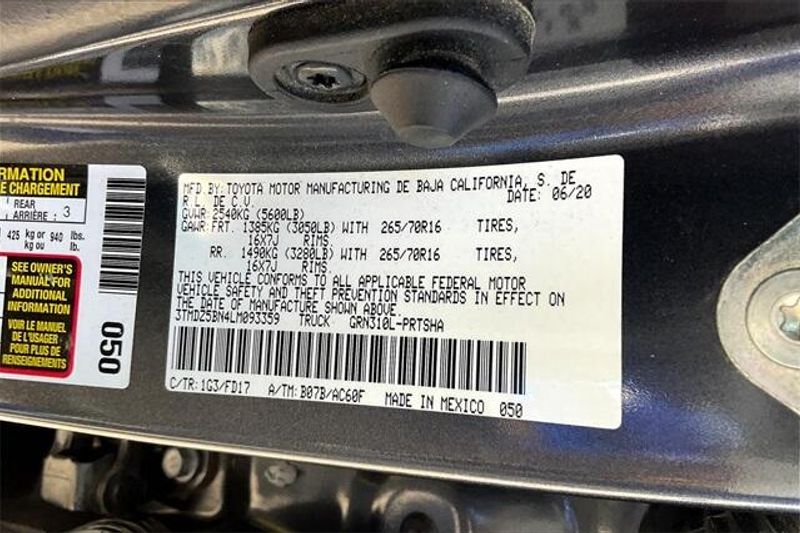 RMATION
E CHARGEMENT
REAR
ARRIÈRE 3
425 kg or 940 lbs.
kg ou lb.
SEE OWNER'S
MANUAL FOR
ADDITIONAL
INFORMATION
VOIR LE MANUEL
DE L'USAGER
POUR PLUS DE
RENSEIGNEMENTS
050
MFD.BY: TOYOTA MOTOR MANUFACTURING DE BAJA CALIFORNIA, S. DE
R.L. DE C.V. DATE: 06/20
GVWR: 2540KG (5600LB)
GAWR: FRT. 1385KG (3050LB) WITH 265/70R16 TIRES,
16X7J RIMS.
RR. 1490KG (3280LB) WITH 265/70R16 TIRES,
16X7J RIMS.
THIS VEHICLE CONFORMS TO ALL APPLICABLE FEDERAL MOTOR
VEHICLE SAFETY AND THEFT PREVENTION STANDARDS IN EFFECT ON
THE DATE OF MANUFACTURE SHOWN ABOVE.
3TMDZ5BN4LM093359 TRUCK GRN310L-PRTSHA
C/TR: 1G3/FD17 A/TM: B07B/AC60F MADE IN MEXICO 050